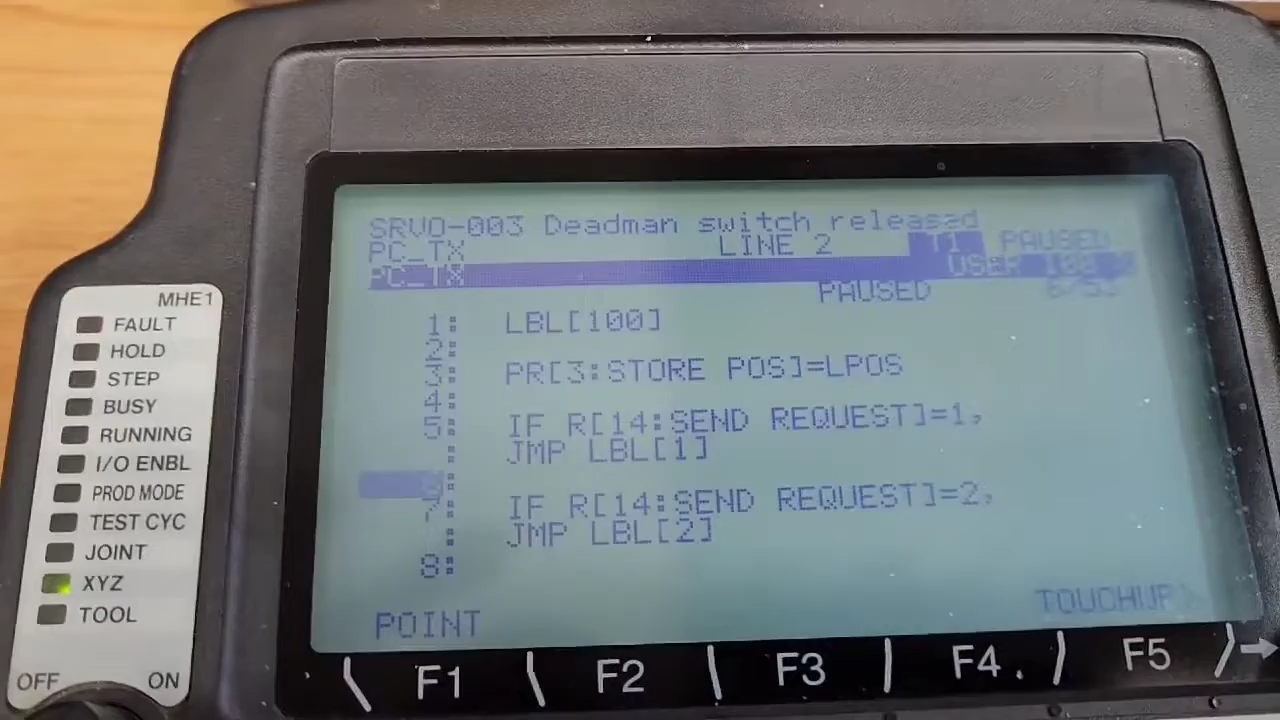 SRVO-003 Deadman switch released
PC_TX LINE 2 T1 PAUSED
PC_TX USER 100 %
PAUSED
1: LBL[100]
2:
3: PR[3:STORE POS]=LPOS
4:
5: IF R[14:SEND REQUEST]=1,
: JMP LBL[1]
6:
7: IF R[14:SEND REQUEST]=2,
: JMP LBL[2]
8:
POINT TOUCHUP
F1 F2 F3 F4 F5
MHE1
FAULT
HOLD
STEP
BUSY
RUNNING
I/O ENBL
PROD MODE
TEST CYC
JOINT
XYZ
TOOL
OFF ON